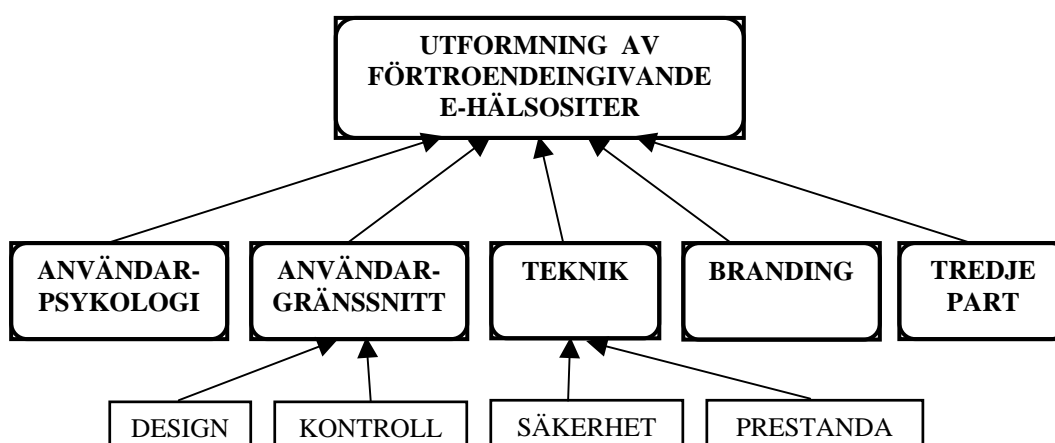 UTFORMNING AV
FÖRTROENDEINGIVANDE
E-HÄLSOSITER
ANVÄNDAR-
PSYKOLOGI
ANVÄNDAR-
GRÄNSSNITT
TEKNIK
BRANDING
TREDJE
PART
DESIGN
KONTROLL
SÄKERHET
PRESTANDA